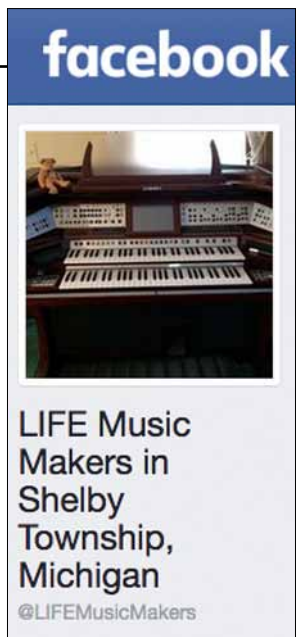 facebook
LIFE Music
Makers in
Shelby
Township,
Michigan
@LIFEMusicMakers